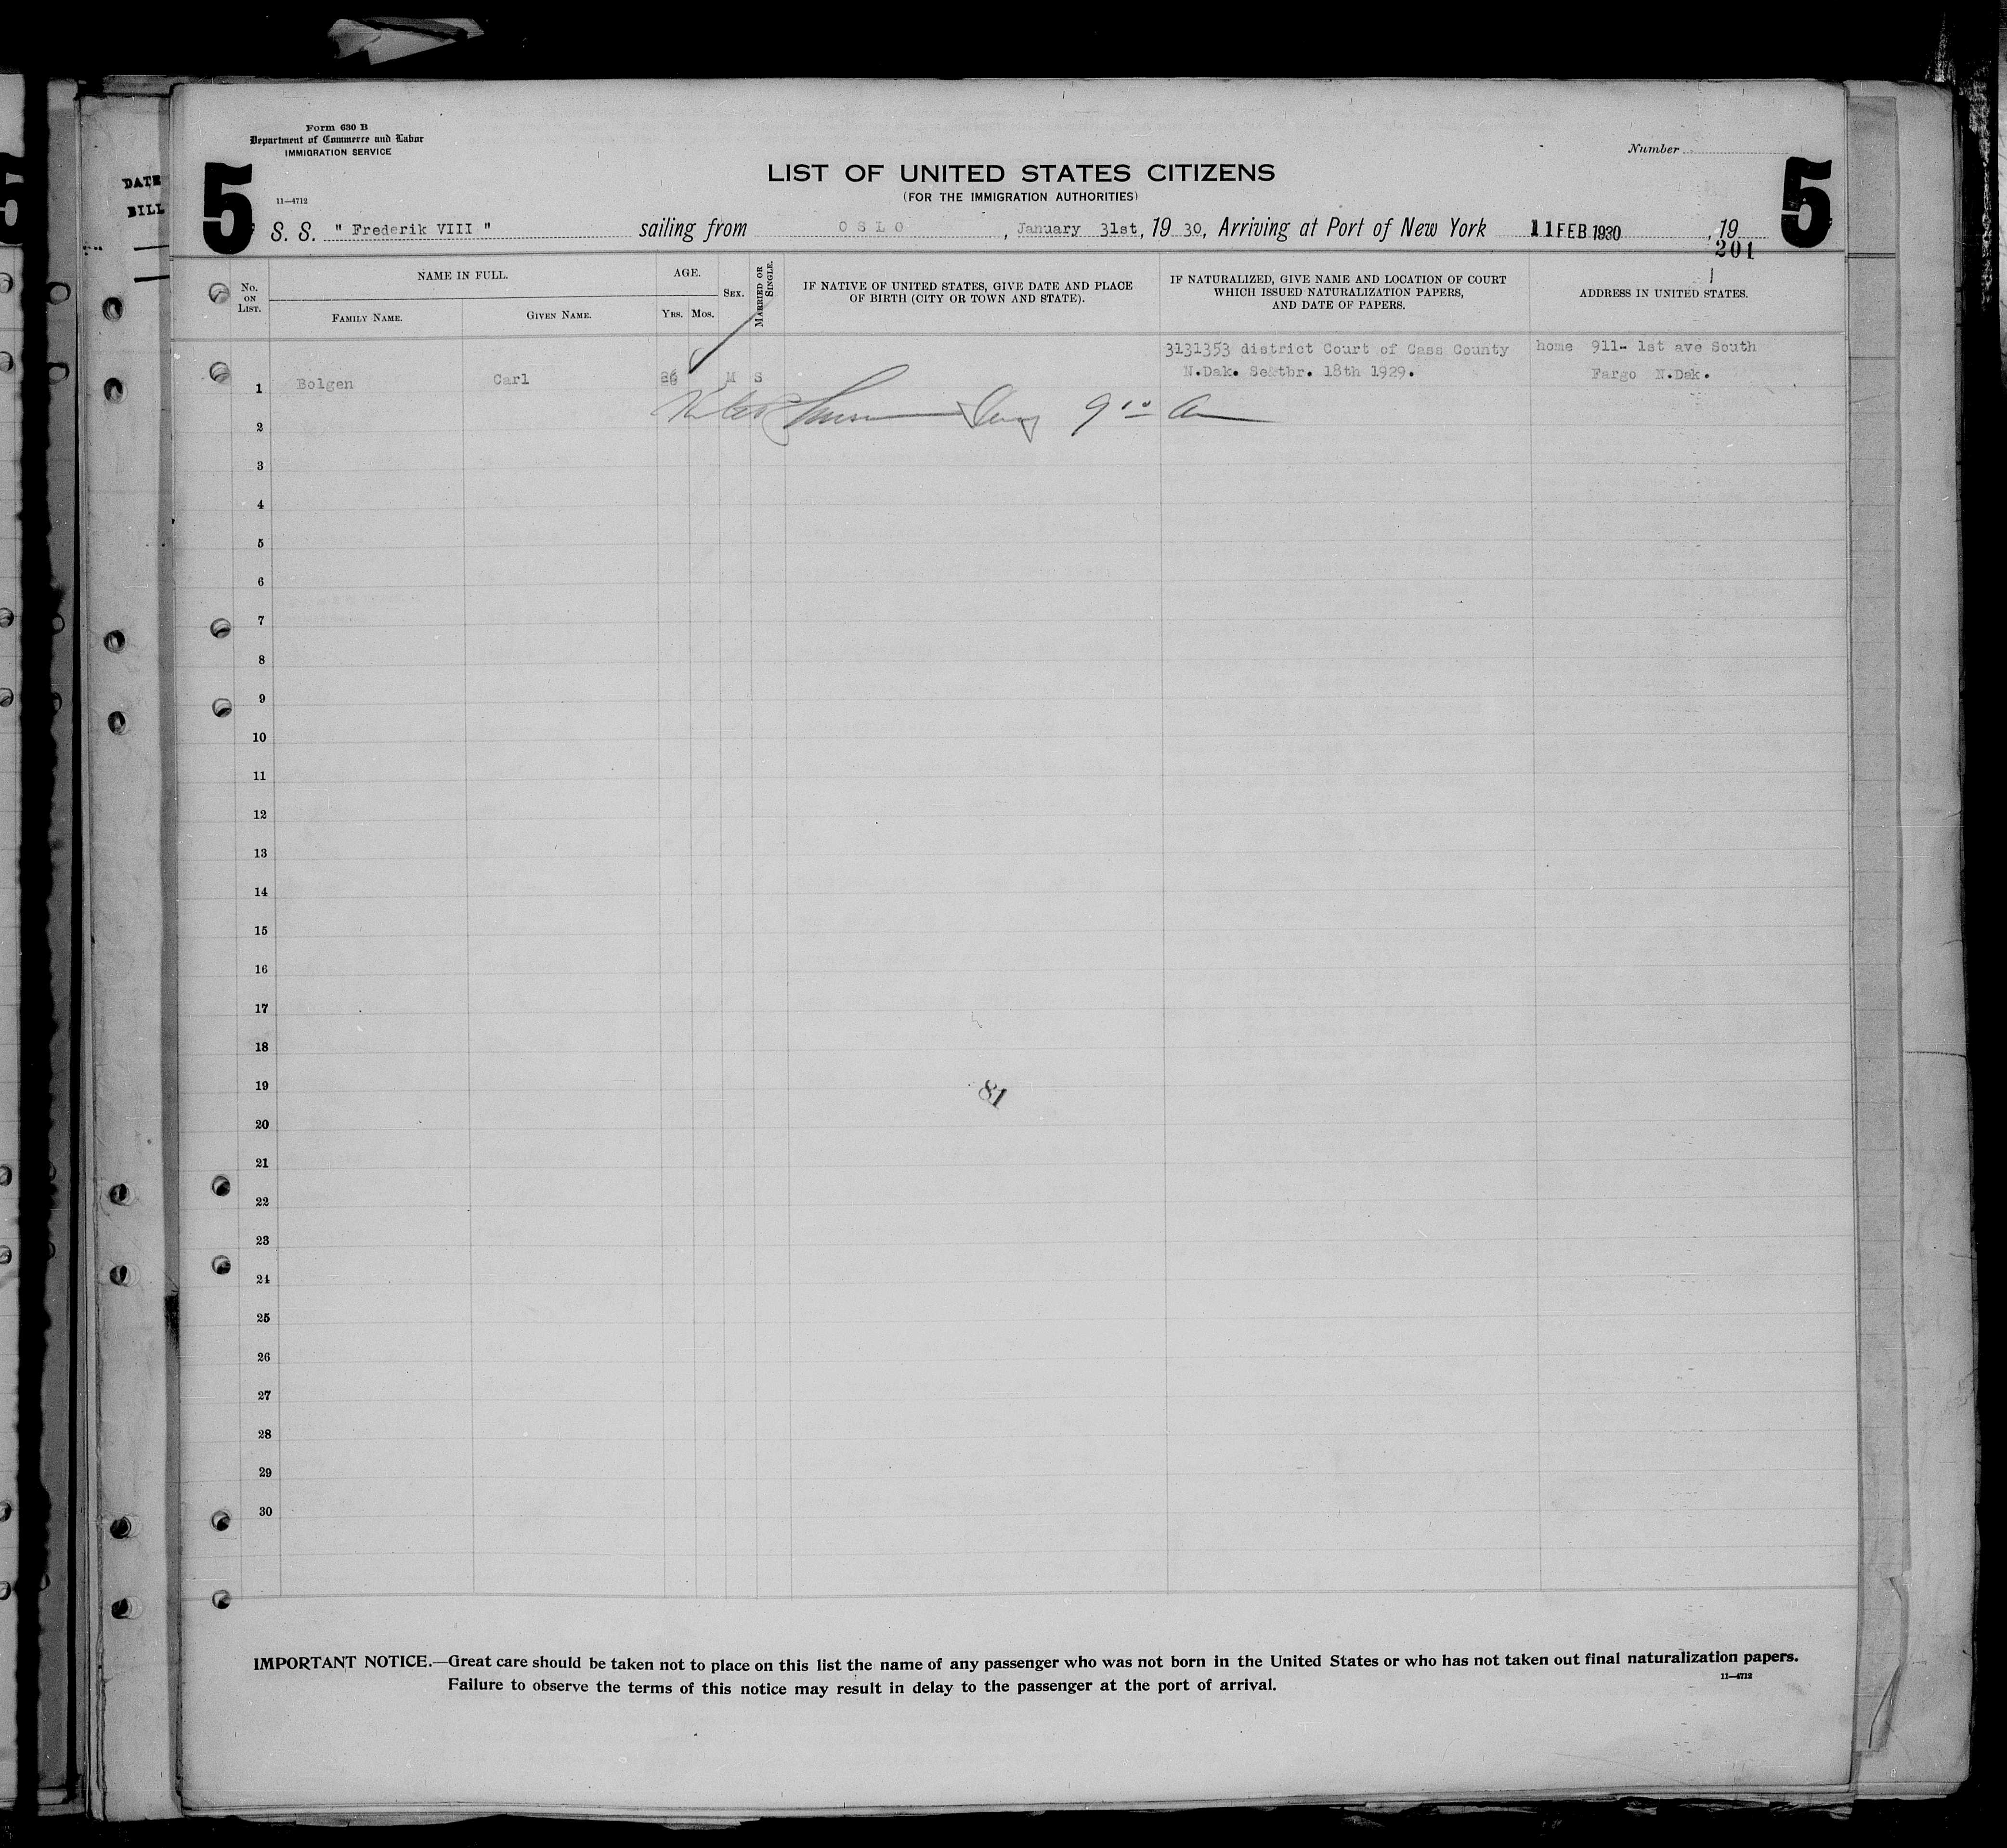 Form 630 B
Department of Commerce and Labor
IMMIGRATION SERVICE
Number
5
5
DATE
BILL
11—4712
LIST OF UNITED STATES CITIZENS
(FOR THE IMMIGRATION AUTHORITIES)
S. S. " Frederik VIII " sailing from OSLO, January 31st, 19 30, Arriving at Port of New York 11 FEB 1930, 19
201
No. ON LIST.
NAME IN FULL.
FAMILY NAME.
GIVEN NAME.
AGE.
YRS. MOS.
SEX.
MARRIED OR SINGLE.
IF NATIVE OF UNITED STATES, GIVE DATE AND PLACE
OF BIRTH (CITY OR TOWN AND STATE).
IF NATURALIZED, GIVE NAME AND LOCATION OF COURT
WHICH ISSUED NATURALIZATION PAPERS,
AND DATE OF PAPERS.
ADDRESS IN UNITED STATES.
3131353 district Court of Cass County home 911- 1st ave South
1 Bolgen Carl M S N.Dak. 18th 1929. Fargo N.Dak.
2
3
4
5
6
7
8
9
10
11
12
13
14
15
16
17
18
19
81
20
21
22
23
24
25
26
27
28
29
30
IMPORTANT NOTICE.—Great care should be taken not to place on this list the name of any passenger who was not born in the United States or who has not taken out final naturalization papers.
Failure to observe the terms of this notice may result in delay to the passenger at the port of arrival.
11—4712